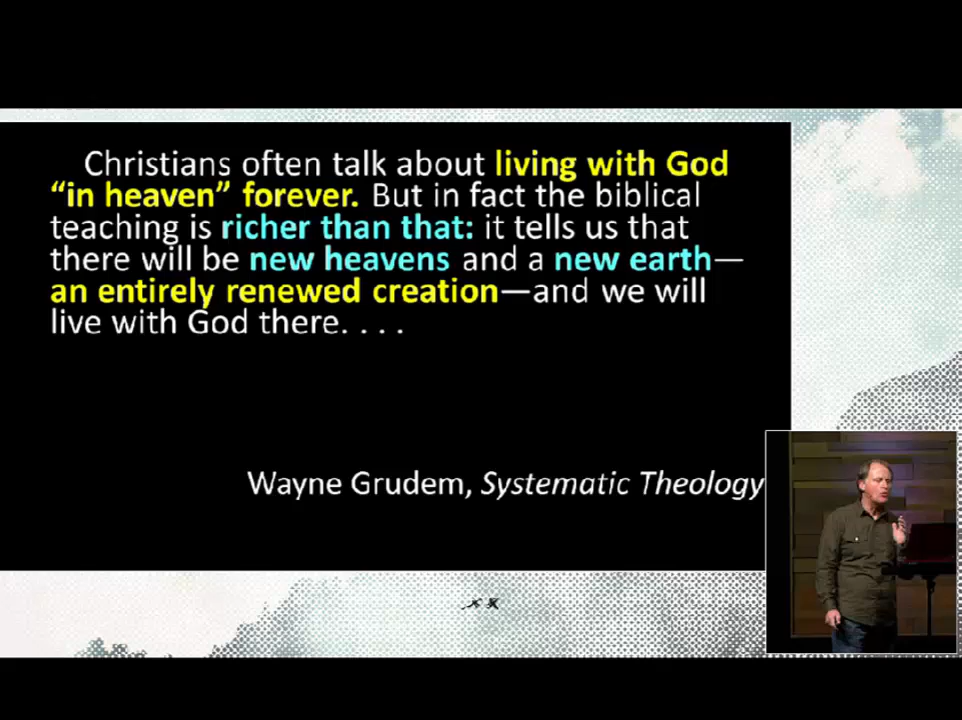 Christians often talk about living with God
“in heaven” forever. But in fact the biblical
teaching is richer than that: it tells us that
there will be new heavens and a new earth—
an entirely renewed creation—and we will
live with God there. . . .
Wayne Grudem, Systematic Theology